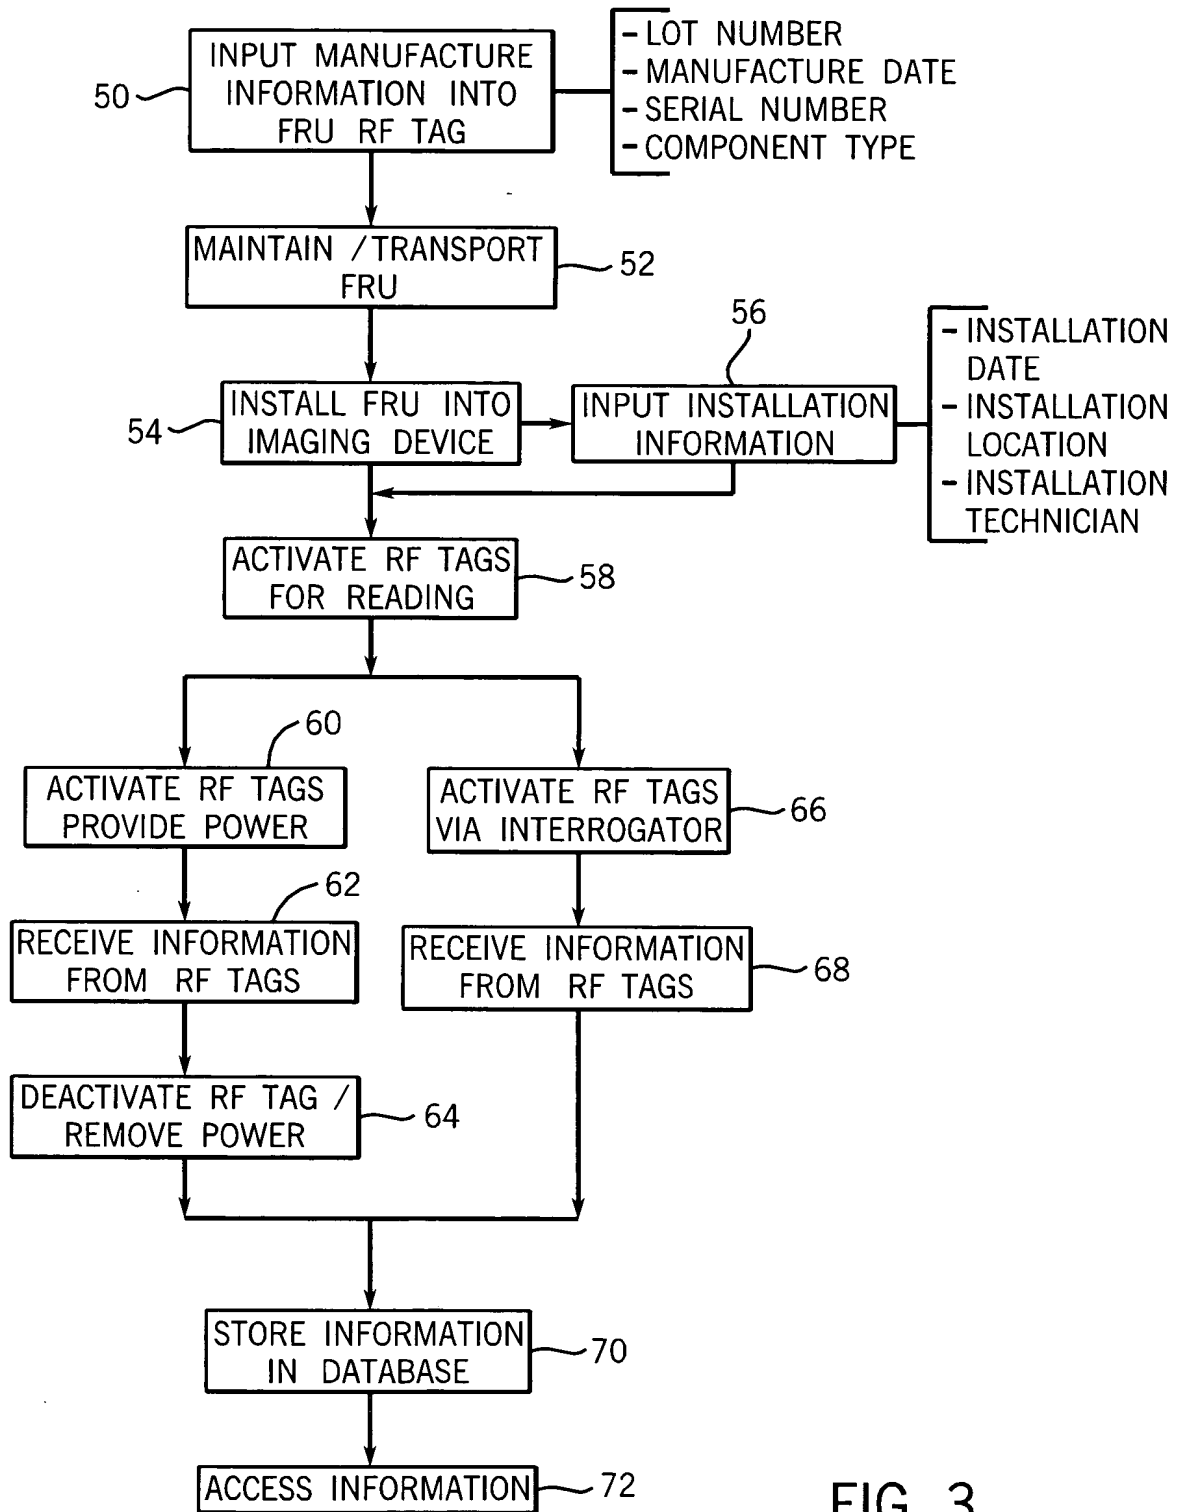 INPUT MANUFACTURE
INFORMATION INTO
FRU RF TAG
50
- LOT NUMBER
- MANUFACTURE DATE
- SERIAL NUMBER
- COMPONENT TYPE
MAINTAIN / TRANSPORT
FRU
52
INSTALL FRU INTO
IMAGING DEVICE
54
56
INPUT INSTALLATION
INFORMATION
- INSTALLATION
DATE
- INSTALLATION
LOCATION
- INSTALLATION
TECHNICIAN
ACTIVATE RF TAGS
FOR READING
58
60
ACTIVATE RF TAGS
PROVIDE POWER
62
RECEIVE INFORMATION
FROM RF TAGS
DEACTIVATE RF TAG /
REMOVE POWER
64
ACTIVATE RF TAGS
VIA INTERROGATOR
66
RECEIVE INFORMATION
FROM RF TAGS
68
STORE INFORMATION
IN DATABASE
70
ACCESS INFORMATION
72
FIG. 3